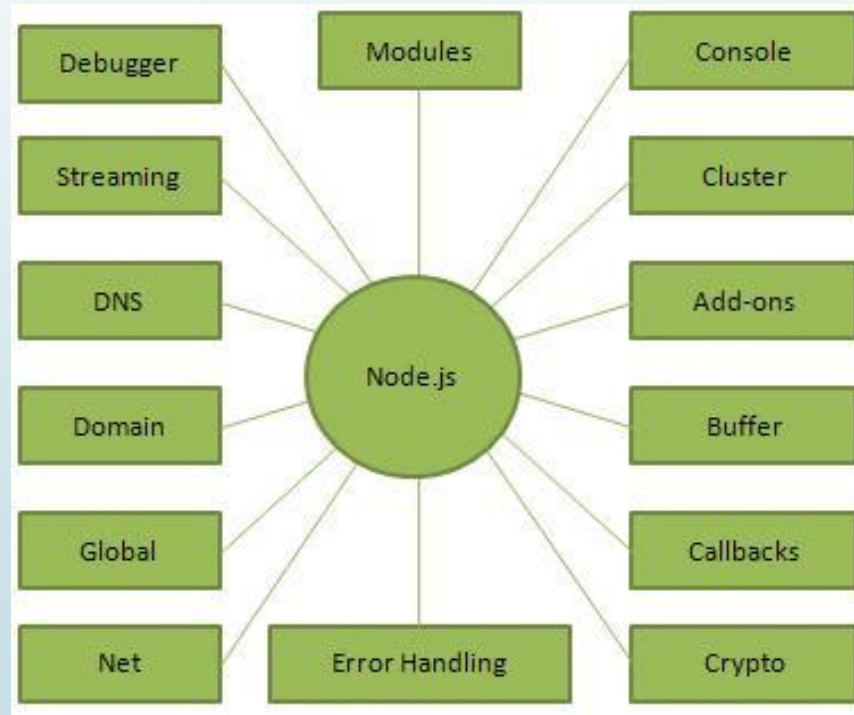 Debugger
Modules
Console
Streaming
Cluster
DNS
Add-ons
Node.js
Domain
Buffer
Global
Callbacks
Net
Error Handling
Crypto